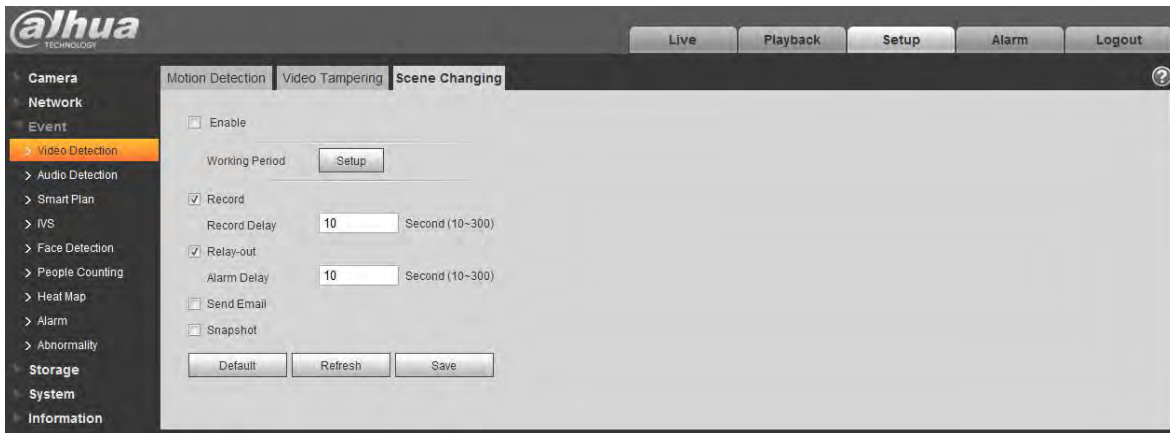 alhua
TECHNOLOGY
Live Playback Setup Alarm Logout
Camera
Network
Event
> Video Detection
> Audio Detection
> Smart Plan
> IVS
> Face Detection
> People Counting
> Heat Map
> Alarm
> Abnormality
Storage
System
Information
Motion Detection Video Tampering Scene Changing
?
Enable
Working Period Setup
Record
Record Delay 10 Second (10~300)
Relay-out
Alarm Delay 10 Second (10~300)
Send Email
Snapshot
Default Refresh Save